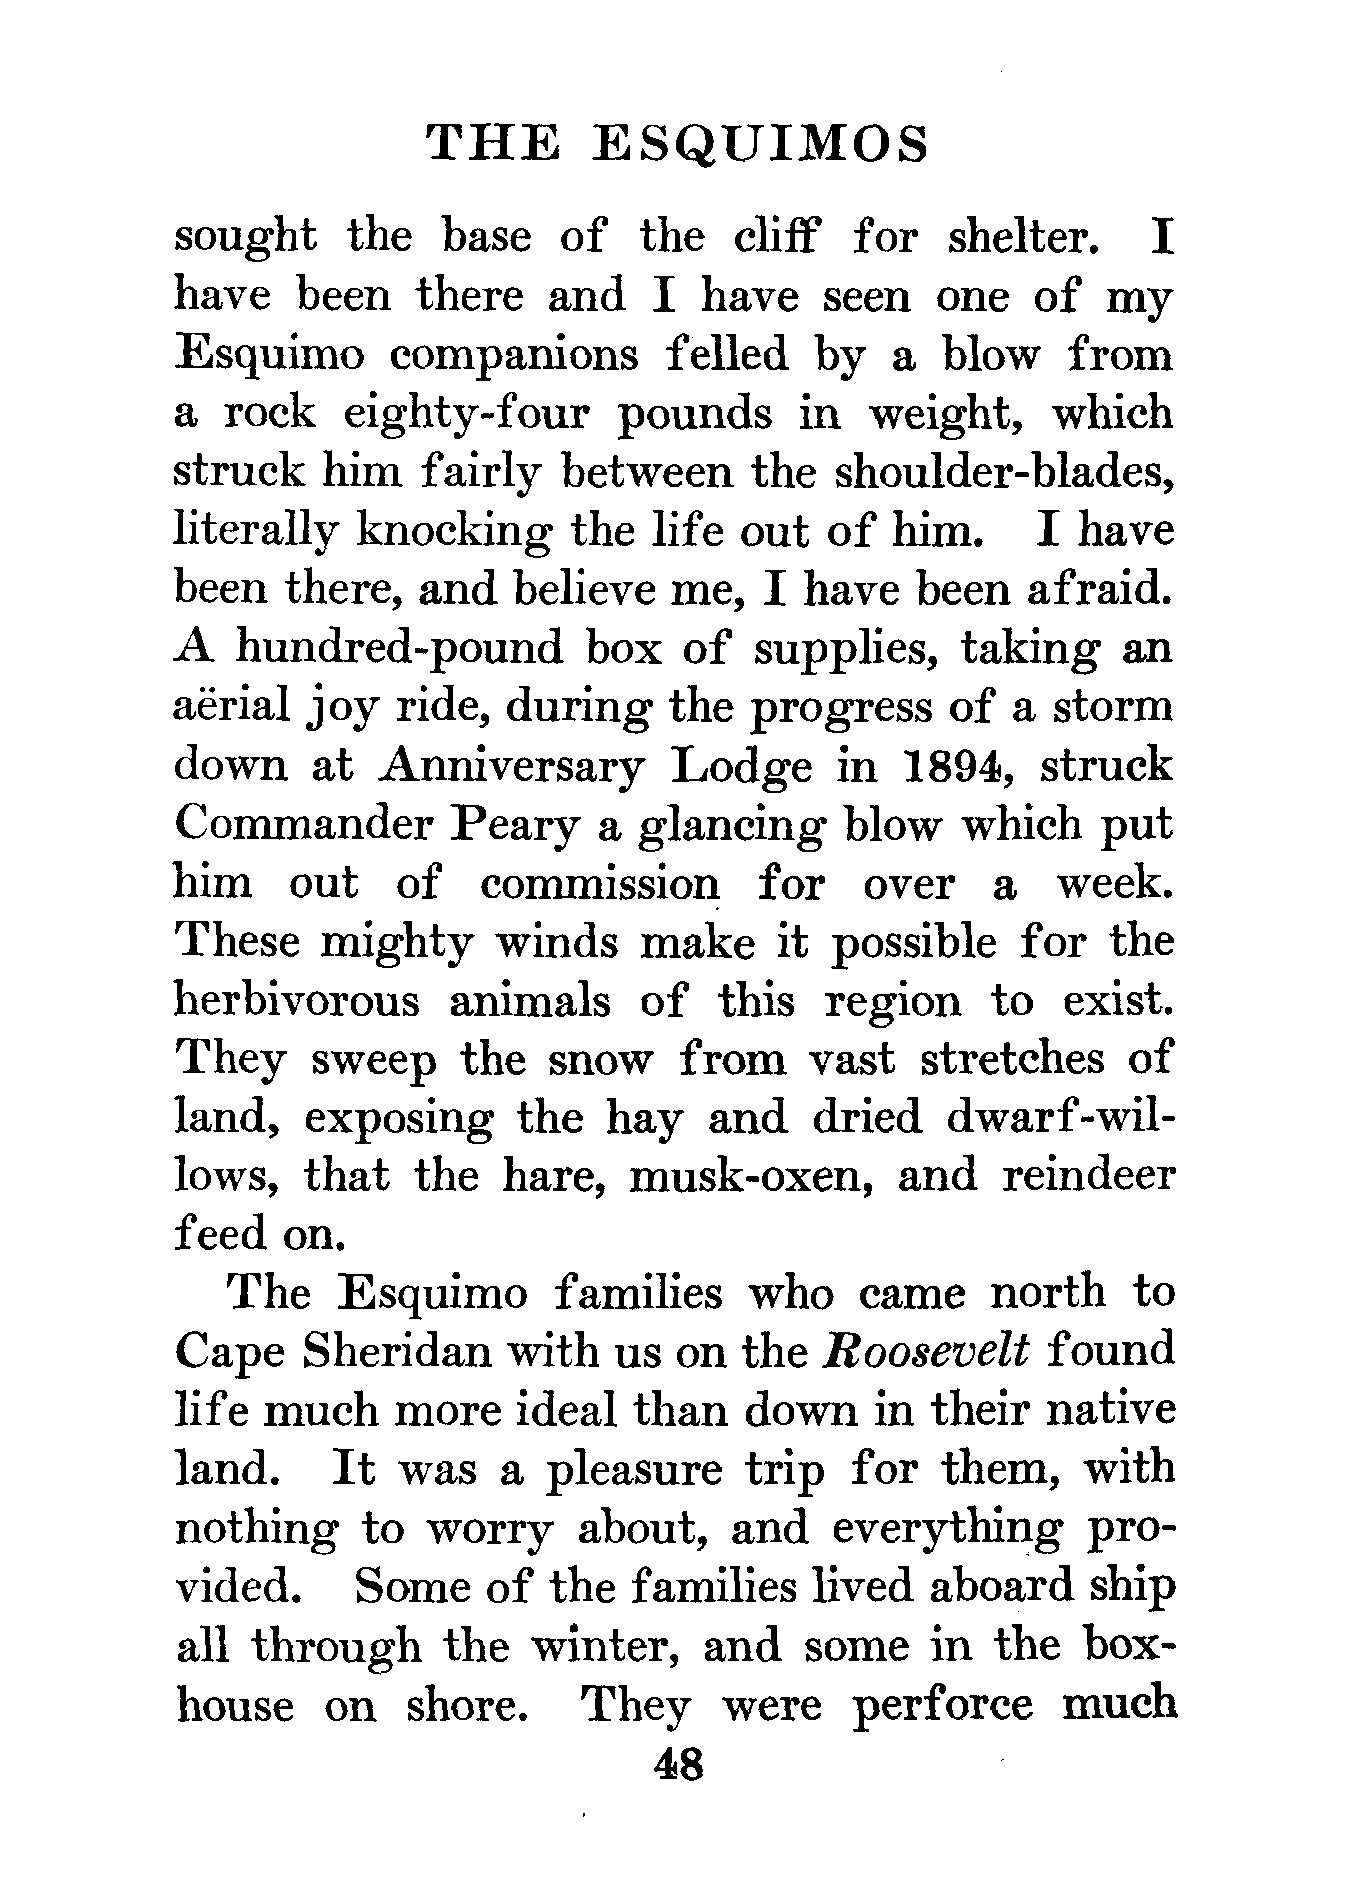 THE ESQUIMOS
sought the base of the cliff for shelter. I
have been there and I have seen one of my
Esquimo companions felled by a blow from
a rock eighty-four pounds in weight, which
struck him fairly between the shoulder-blades,
literally knocking the life out of him. I have
been there, and believe me, I have been afraid.
A hundred-pound box of supplies, taking an
aërial joy ride, during the progress of a storm
down at Anniversary Lodge in 1894, struck
Commander Peary a glancing blow which put
him out of commission for over a week.
These mighty winds make it possible for the
herbivorous animals of this region to exist.
They sweep the snow from vast stretches of
land, exposing the hay and dried dwarf-wil-
lows, that the hare, musk-oxen, and reindeer
feed on.
The Esquimo families who came north to
Cape Sheridan with us on the Roosevelt found
life much more ideal than down in their native
land. It was a pleasure trip for them, with
nothing to worry about, and everything pro-
vided. Some of the families lived aboard ship
all through the winter, and some in the box-
house on shore. They were perforce much
48